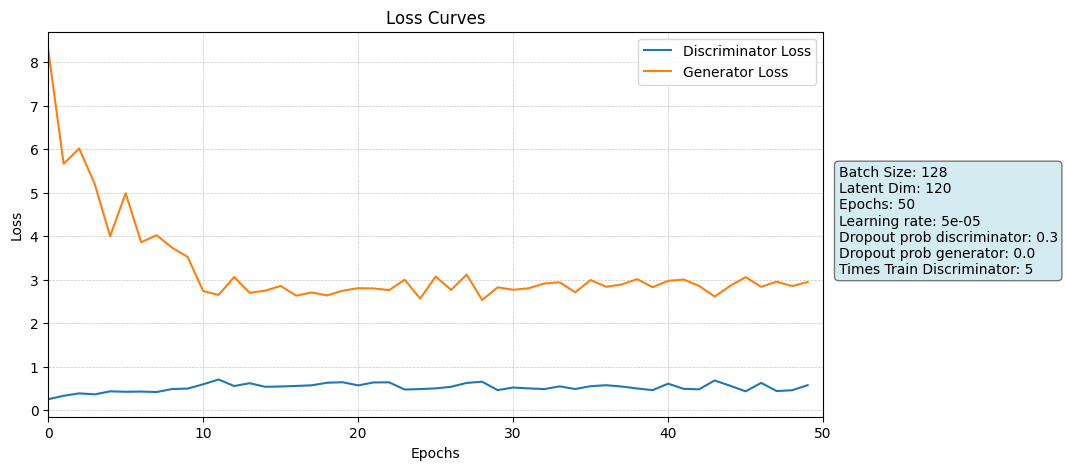 Loss Curves
Discriminator Loss
Generator Loss
Loss
8
7
6
5
4
3
2
1
0
0 10 20 30 40 50
Epochs
Batch Size: 128
Latent Dim: 120
Epochs: 50
Learning rate: 5e-05
Dropout prob discriminator: 0.3
Dropout prob generator: 0.0
Times Train Discriminator: 5